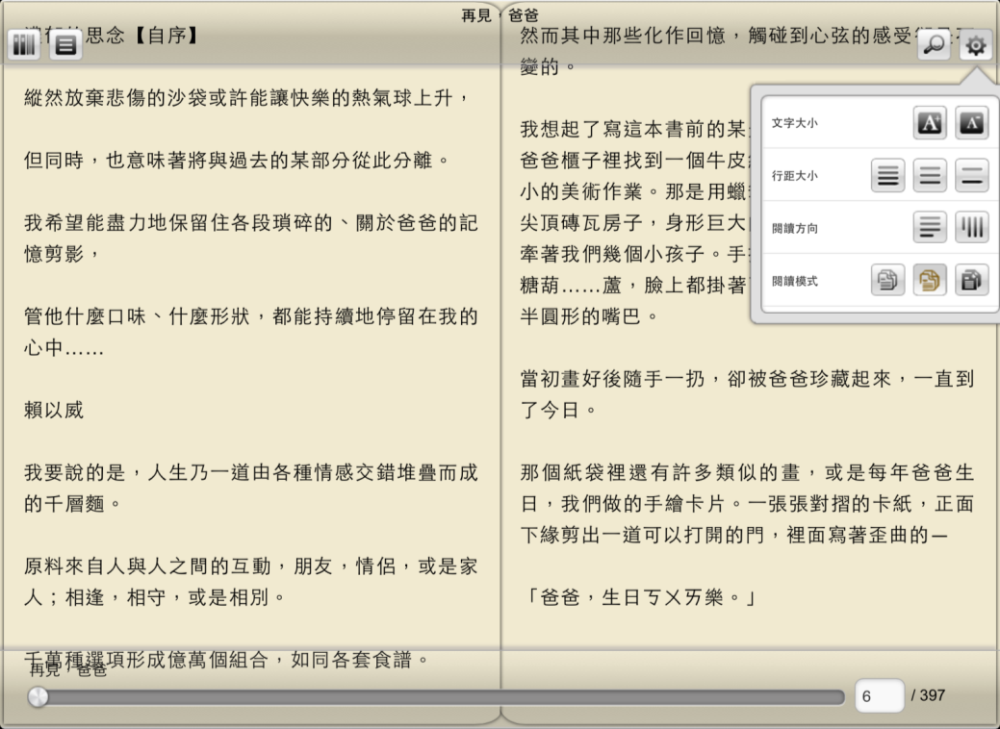 再見，爸爸
思念【自序】
縱然放棄悲傷的沙袋或許能讓快樂的熱氣球上升，
但同時，也意味著將與過去的某部分從此分離。
我希望能盡力地保留住各段瑣碎的、關於爸爸的記
憶剪影，
管他什麼口味、什麼形狀，都能持續地停留在我的
心中……
賴以威
我要說的是，人生乃一道由各種情感交錯堆疊而成
的千層麵。
原料來自人與人之間的互動，朋友，情侶，或是家
人；相逢，相守，或是相別。
千萬種選項形成億萬個組合，如同各套食譜。
然而其中那些化作回憶，觸碰到心弦的感受
變的。
我想起了寫這本書前的某
爸爸櫃子裡找到一個牛皮
小的美術作業。那是用蠟
尖頂磚瓦房子，身形巨大
牽著我們幾個小孩子。手
糖葫……蘆，臉上都掛著
半圓形的嘴巴。
當初畫好後隨手一扔，卻被爸爸珍藏起來，一直到
了今日。
那個紙袋裡還有許多類似的畫，或是每年爸爸生
日，我們做的手繪卡片。一張張對摺的卡紙，正面
下緣剪出一道可以打開的門，裡面寫著歪曲的—
「爸爸，生日ㄎㄨㄞ樂。」
文字大小
A+
A-
行距大小
閱讀方向
閱讀模式
再見，爸爸
6 / 397